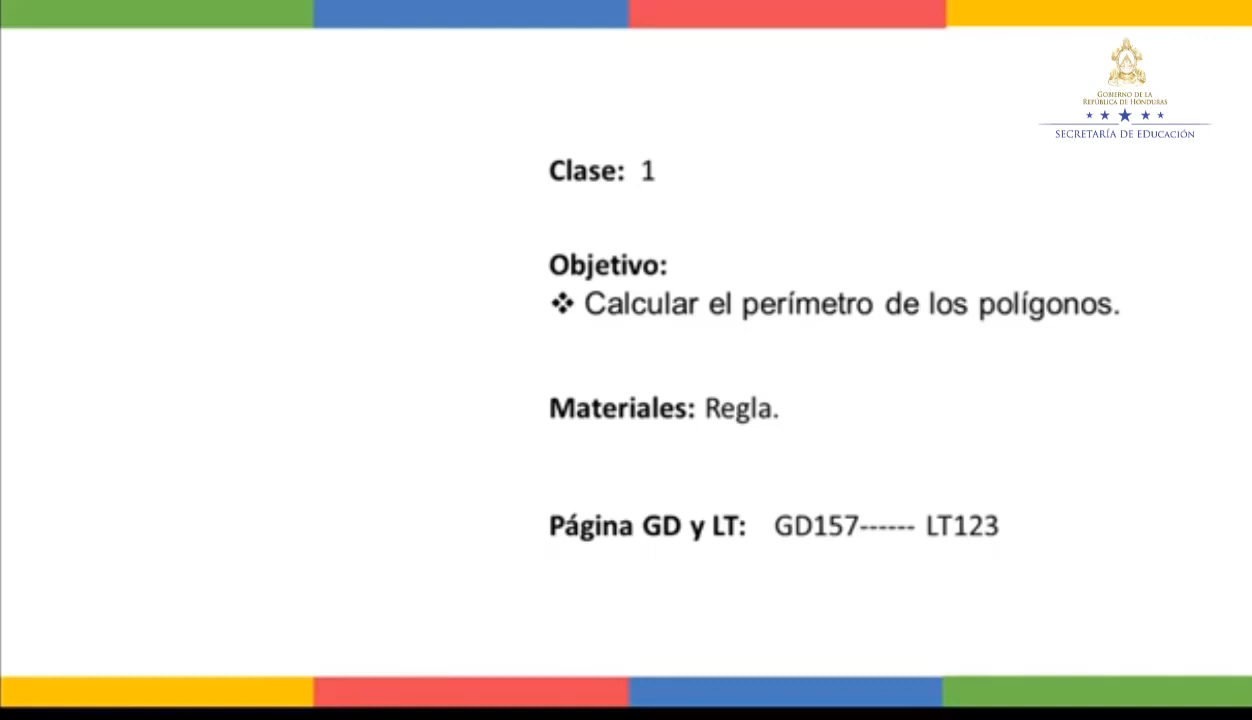 GOBIERNO DE LA
REPÚBLICA DE HONDURAS
SECRETARÍA DE EDUCACIÓN
Clase: 1
Objetivo:
❖ Calcular el perímetro de los polígonos.
Materiales: Regla.
Página GD y LT: GD157------ LT123